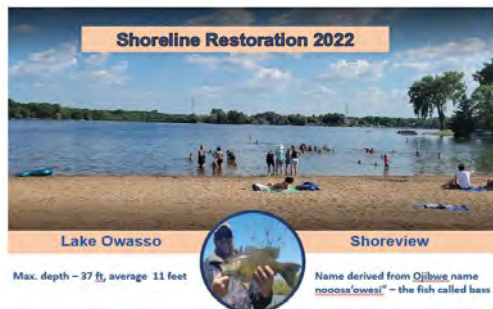 Shoreline Restoration 2022
Lake Owasso
Shoreview
Max. depth – 37 ft, average 11 feet
Name derived from Ojibwe name
nooosa'owesi" – the fish called bass